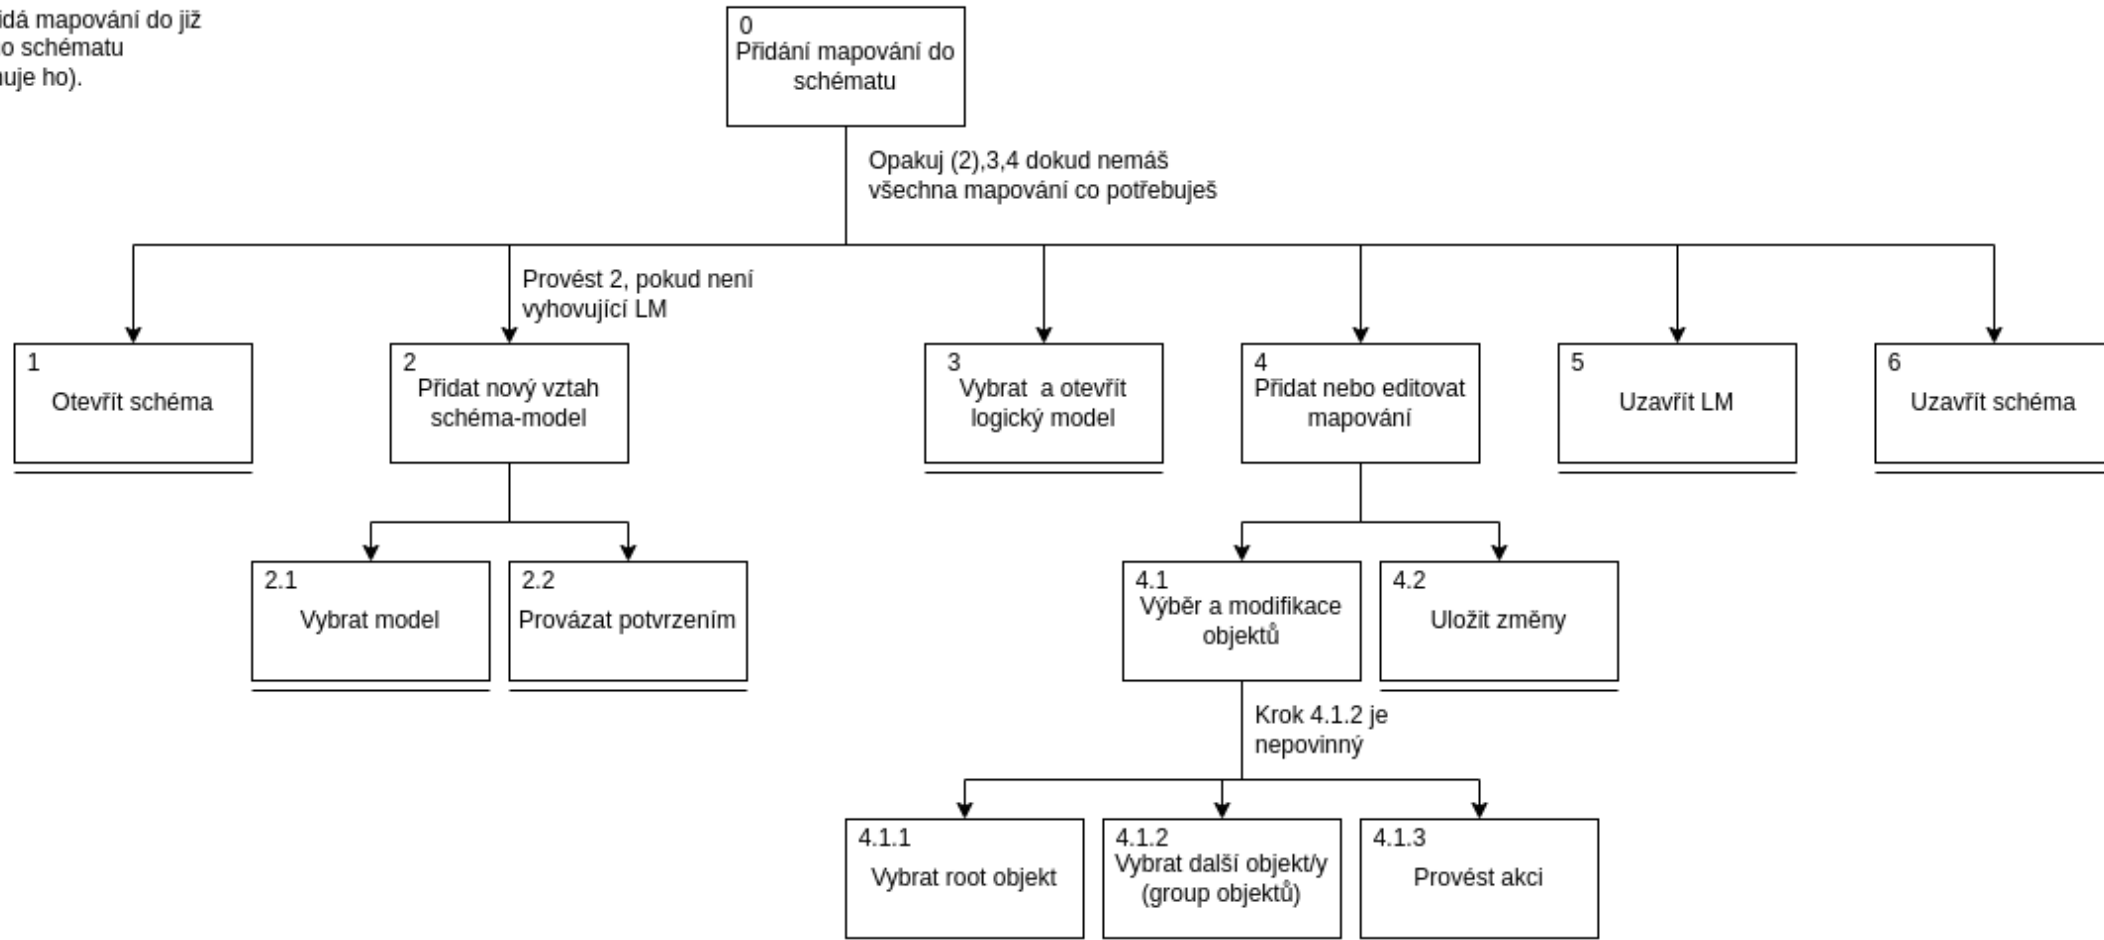 idá mapování do již
o schématu
uje ho).
0
Přidání mapování do
schématu
Opakuj (2),3,4 dokud nemáš
všechna mapování co potřebuješ
Provést 2, pokud není
vyhovující LM
1
Otevřít schéma
2
Přidat nový vztah
schéma-model
3
Vybrat a otevřít
logický model
4
Přidat nebo editovat
mapování
5
Uzavřít LM
6
Uzavřít schéma
2.1
Vybrat model
2.2
Provázat potvrzením
4.1
Výběr a modifikace
objektů
4.2
Uložit změny
Krok 4.1.2 je
nepovinný
4.1.1
Vybrat root objekt
4.1.2
Vybrat další objekt/y
(group objektů)
4.1.3
Provést akci